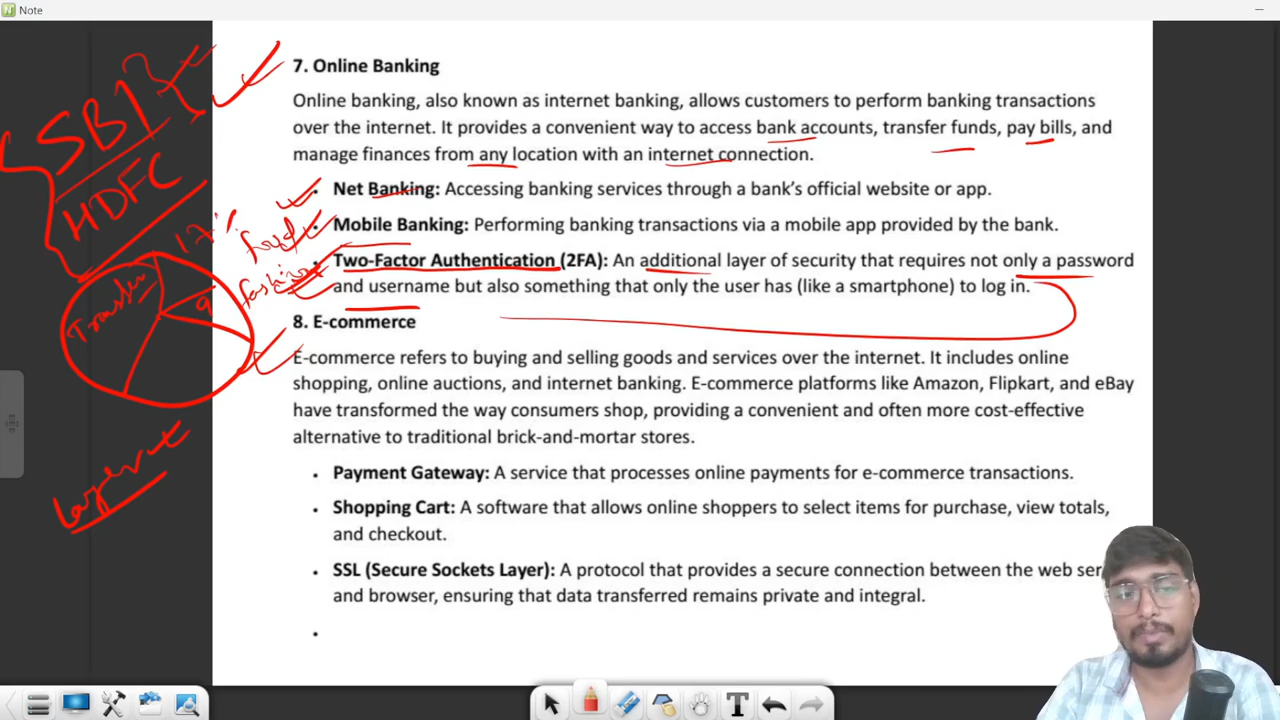 Note
7. Online Banking
Online banking, also known as internet banking, allows customers to perform banking transactions
over the internet. It provides a convenient way to access bank accounts, transfer funds, pay bills, and
manage finances from any location with an internet connection.
• Net Banking: Accessing banking services through a bank's official website or app.
• Mobile Banking: Performing banking transactions via a mobile app provided by the bank.
• Two-Factor Authentication (2FA): An additional layer of security that requires not only a password
and username but also something that only the user has (like a smartphone) to log in.
8. E-commerce
E-commerce refers to buying and selling goods and services over the internet. It includes online
shopping, online auctions, and internet banking. E-commerce platforms like Amazon, Flipkart, and eBay
have transformed the way consumers shop, providing a convenient and often more cost-effective
alternative to traditional brick-and-mortar stores.
• Payment Gateway: A service that processes online payments for e-commerce transactions.
• Shopping Cart: A software that allows online shoppers to select items for purchase, view totals,
and checkout.
• SSL (Secure Sockets Layer): A protocol that provides a secure connection between the web ser
and browser, ensuring that data transferred remains private and integral.
SBI
HDFC
17%
food
fashion
Transfer
9